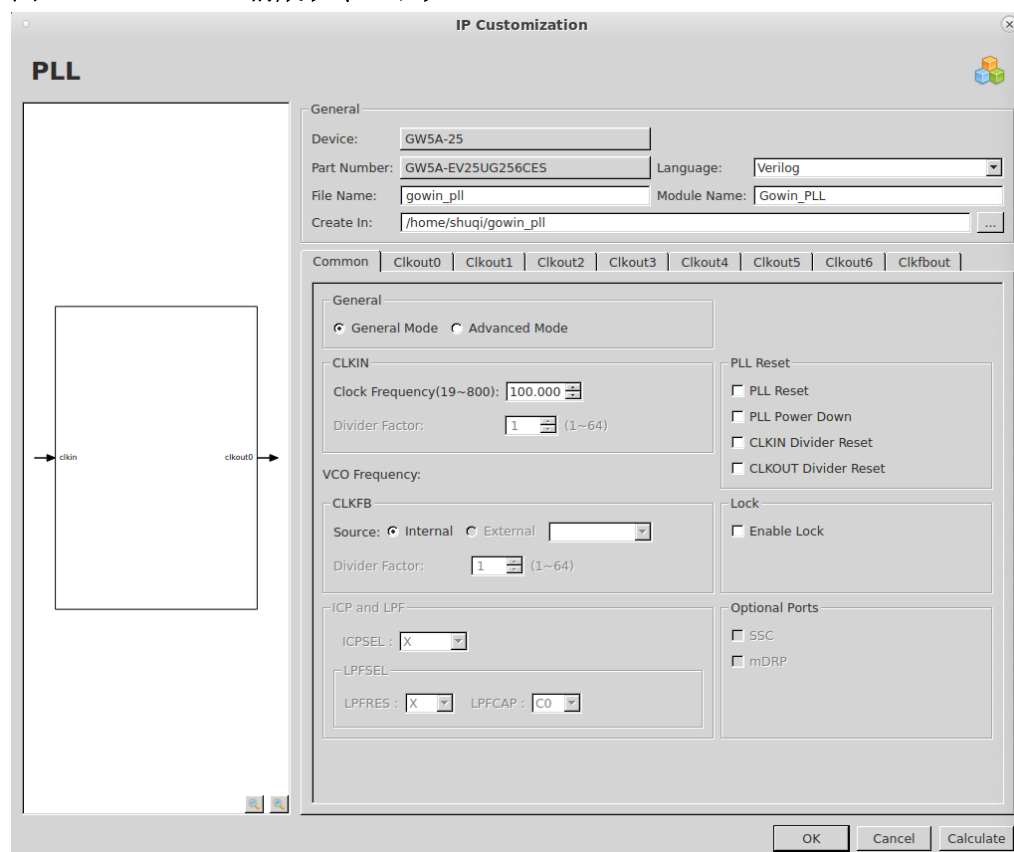 IP Customization
PLL
General
Device: GW5A-25
Part Number: GW5A-EV25UG256CES Language: Verilog
File Name: gowin_pll Module Name: Gowin_PLL
Create In: /home/shuqi/gowin_pll ...
Common Clkout0 Clkout1 Clkout2 Clkout3 Clkout4 Clkout5 Clkout6 Clkfbout
General
General Mode Advanced Mode
CLKIN
Clock Frequency(19~800): 100.000
Divider Factor: 1 (1~64)
PLL Reset
PLL Reset
PLL Power Down
CLKIN Divider Reset
CLKOUT Divider Reset
clkin clkout0
VCO Frequency:
CLKFB
Source: Internal External
Divider Factor: 1 (1~64)
Lock
Enable Lock
ICP and LPF
ICPSEL : X
LPFSEL
LPFRES : X LPFCAP : C0
Optional Ports
SSC
mDRP
OK Cancel Calculate